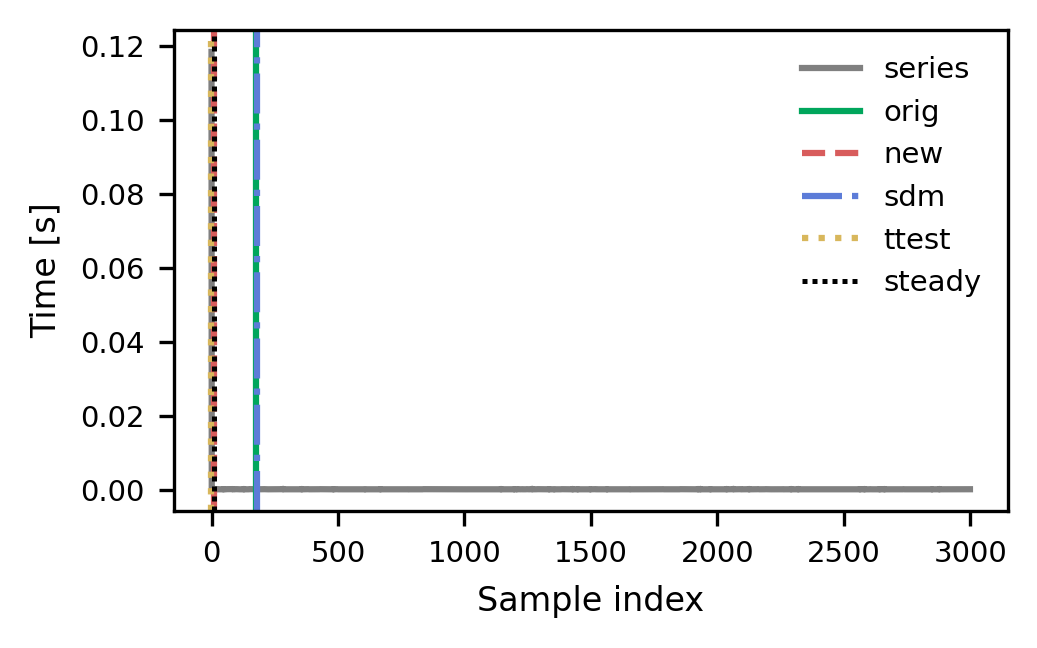 0.12
0.10
0.08
0.06
0.04
0.02
0.00
Time [s]
series
orig
new
sdm
ttest
steady
0 500 1000 1500 2000 2500 3000
Sample index